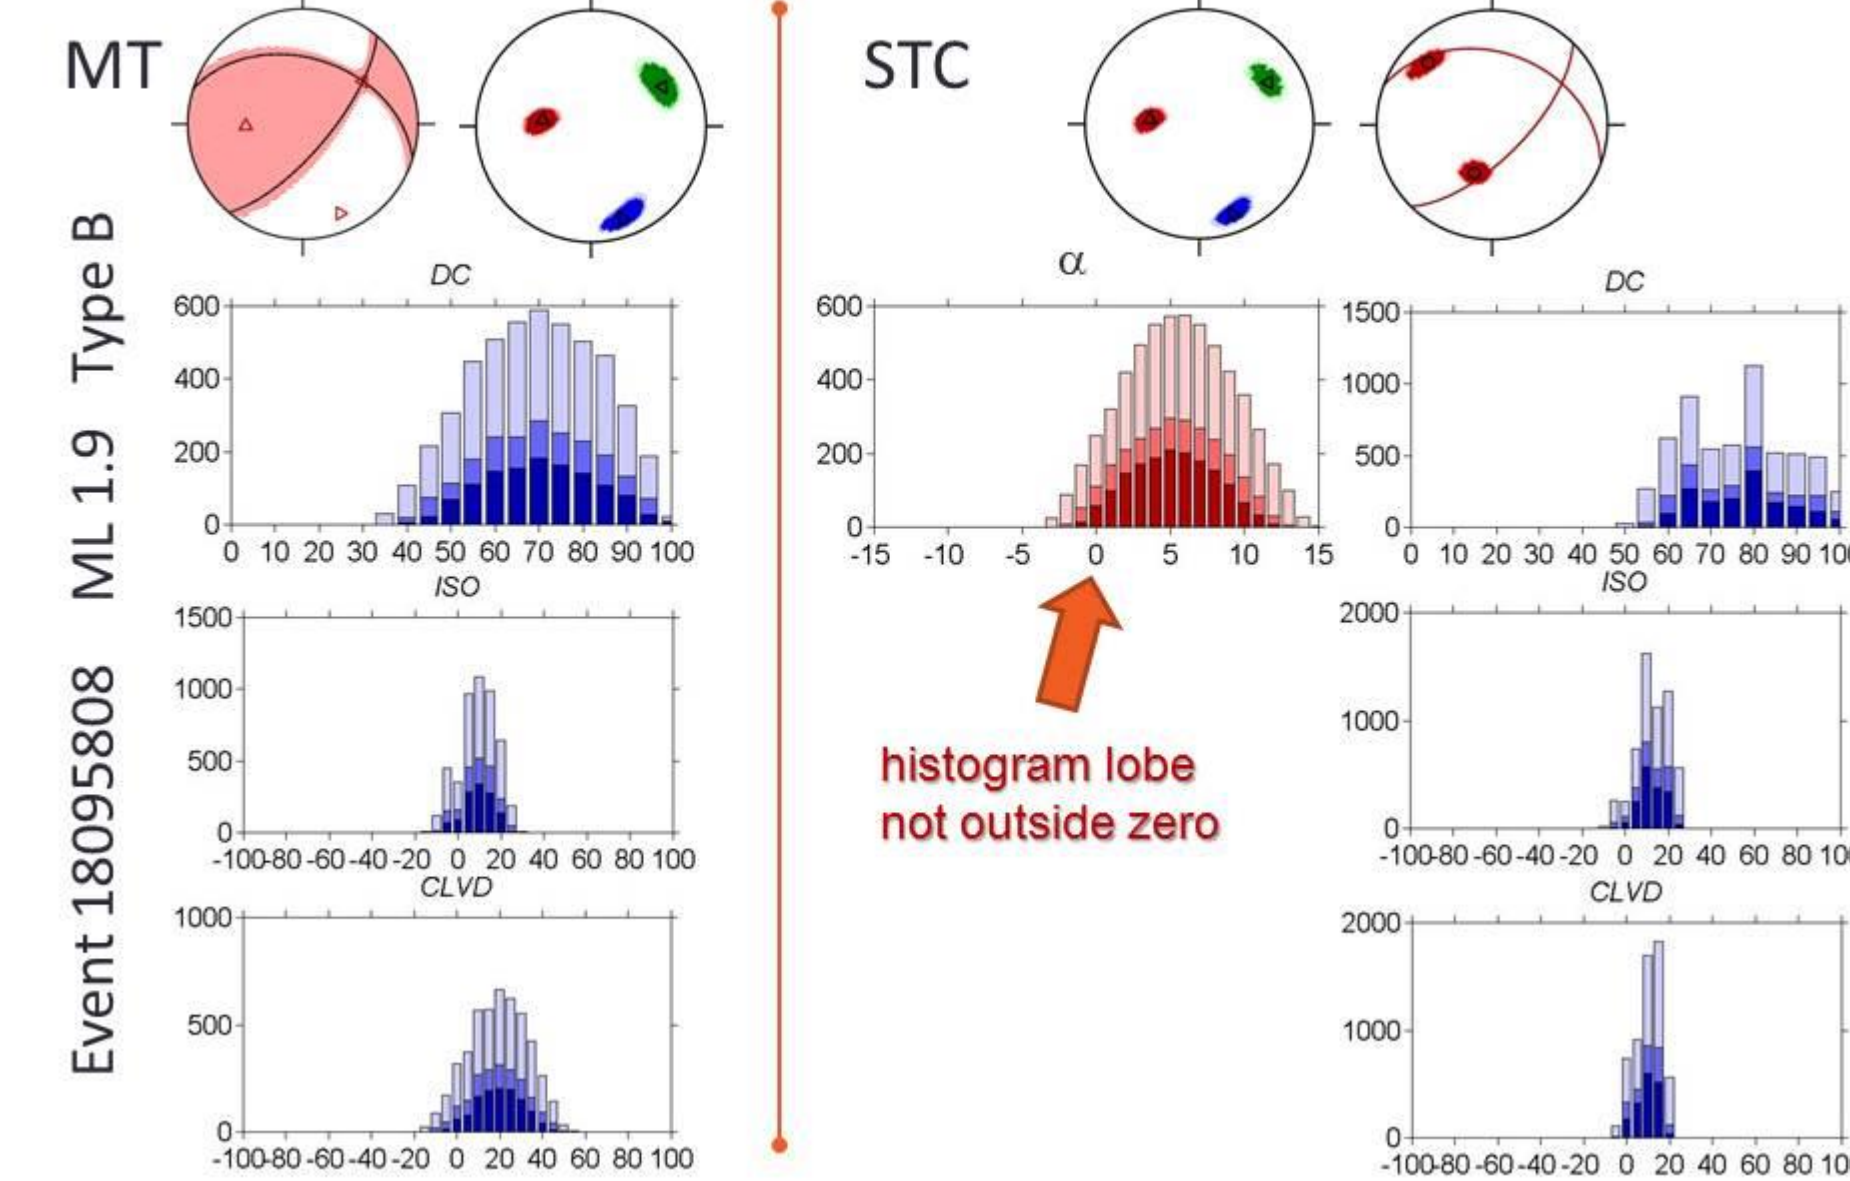 MT
STC
Event 18095808 ML 1.9 Type B
DC
600
400
200
0
0 10 20 30 40 50 60 70 80 90 100
ISO
1500
1000
500
0
-100-80 -60 -40 -20 0 20 40 60 80 100
CLVD
1000
500
0
-100-80 -60 -40 -20 0 20 40 60 80 100
α
600
400
200
0
-15 -10 -5 0 5 10 15
histogram lobe
not outside zero
DC
1500
1000
500
0
0 10 20 30 40 50 60 70 80 90 100
ISO
2000
1000
0
-100-80 -60 -40 -20 0 20 40 60 80 10
CLVD
2000
1000
0
-100-80 -60 -40 -20 0 20 40 60 80 10